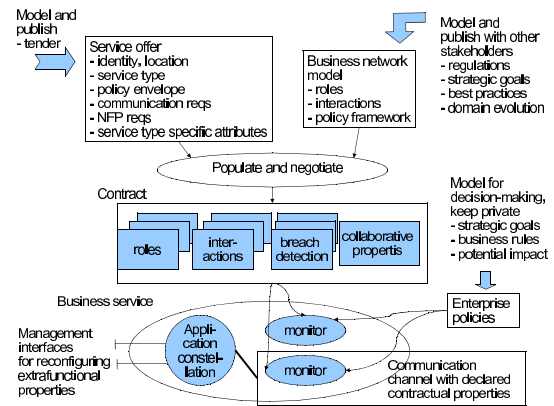 Model and
publish
- tender
Service offer
- identity, location
- service type
- policy envelope
- communication reqs
- NFP reqs
- service type specific attributes
Business network
model
- roles
- interactions
- policy framework
Model and
publish with other
stakeholders
- regulations
- strategic goals
- best practices
- domain evolution
Populate and negotiate
Contract
rolles
inter-
actions
breach
detection
collaborative
propertis
Model for
decision-making,
keep private
- strategic goals
- business rules
- potential impact
Business service
Appli-
cation
constel-
lation
monitor
monitor
Enterprise
policies
Management
interfaces
for reconfiguring
extrafunctional
properties
Communication
channel with declared
contractual properties